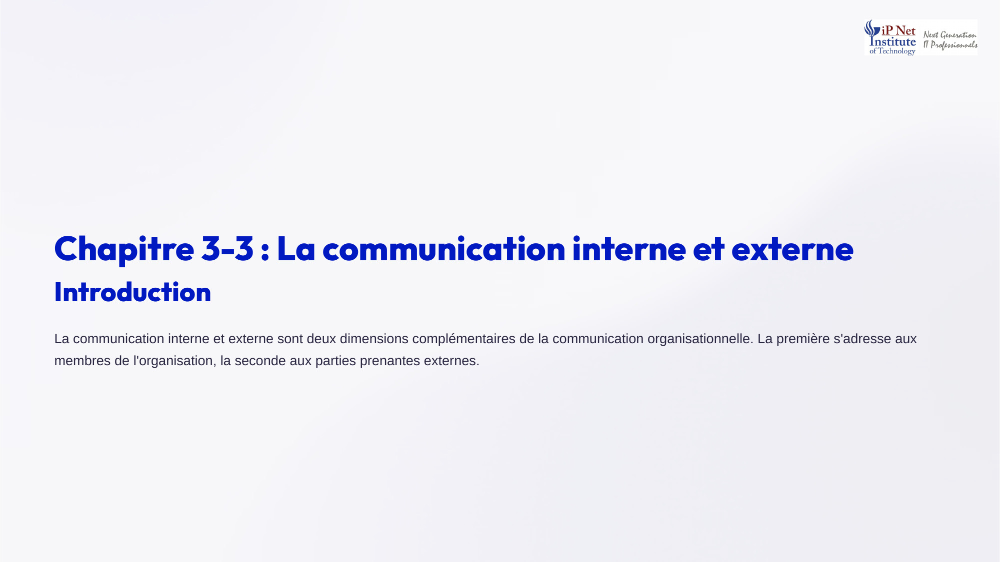 iP Net
Institute
of Technology
Next Generation
IT Professionnels
Chapitre 3-3 : La communication interne et externe
Introduction
La communication interne et externe sont deux dimensions complémentaires de la communication organisationnelle. La première s'adresse aux
membres de l'organisation, la seconde aux parties prenantes externes.